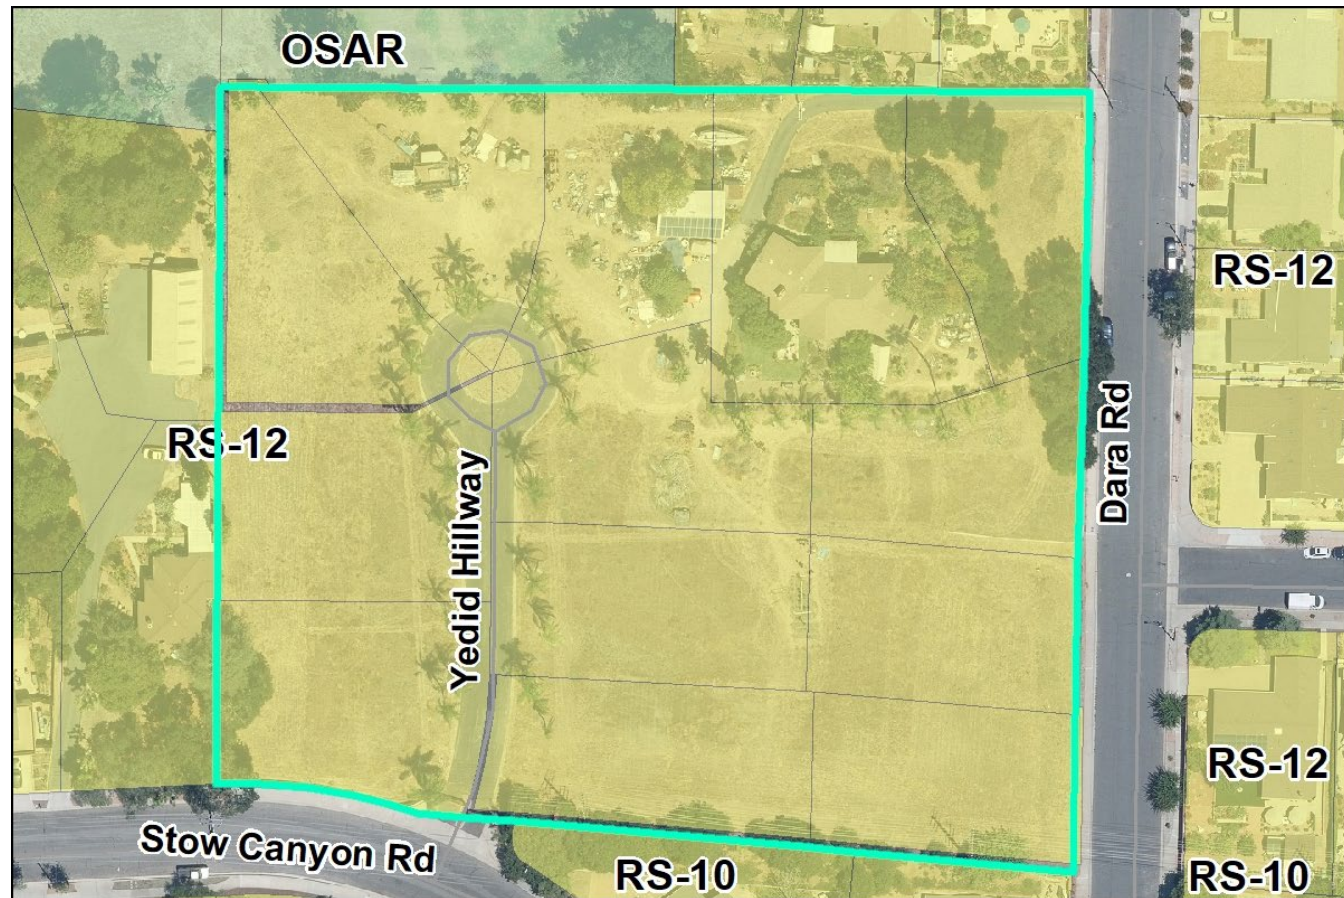 OSAR
RS-12
RS-12
Dara Rd
Yedid Hillway
RS-12
Stow Canyon Rd
RS-10
RS-10